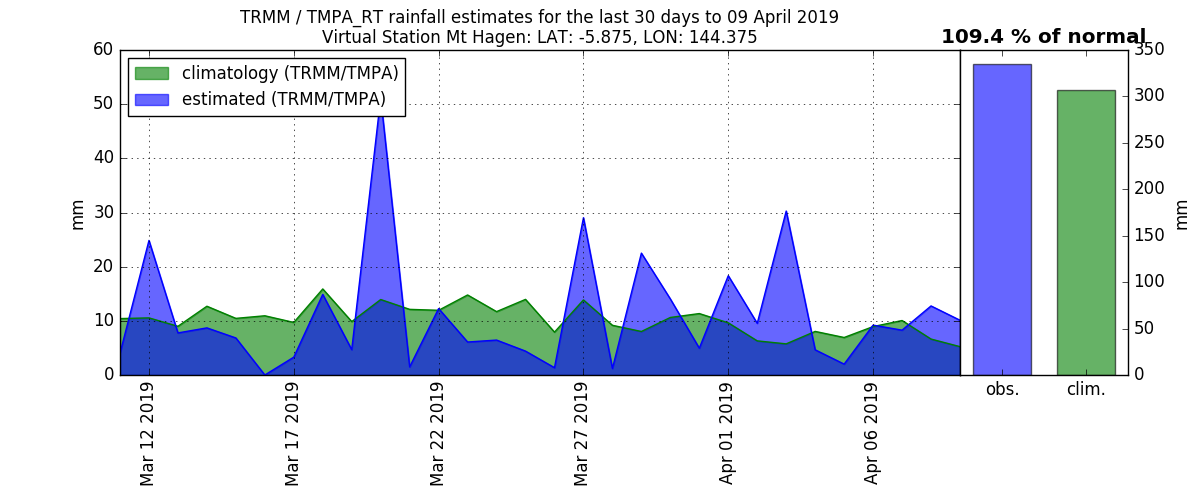 TRMM / TMPA_RT rainfall estimates for the last 30 days to 09 April 2019
Virtual Station Mt Hagen: LAT: -5.875, LON: 144.375
109.4 % of normal
climatology (TRMM/TMPA)
estimated (TRMM/TMPA)
60
50
40
30
20
10
0
mm
Mar 12 2019
Mar 17 2019
Mar 22 2019
Mar 27 2019
Apr 01 2019
Apr 06 2019
obs.
clim.
350
300
250
200
150
100
50
0
mm